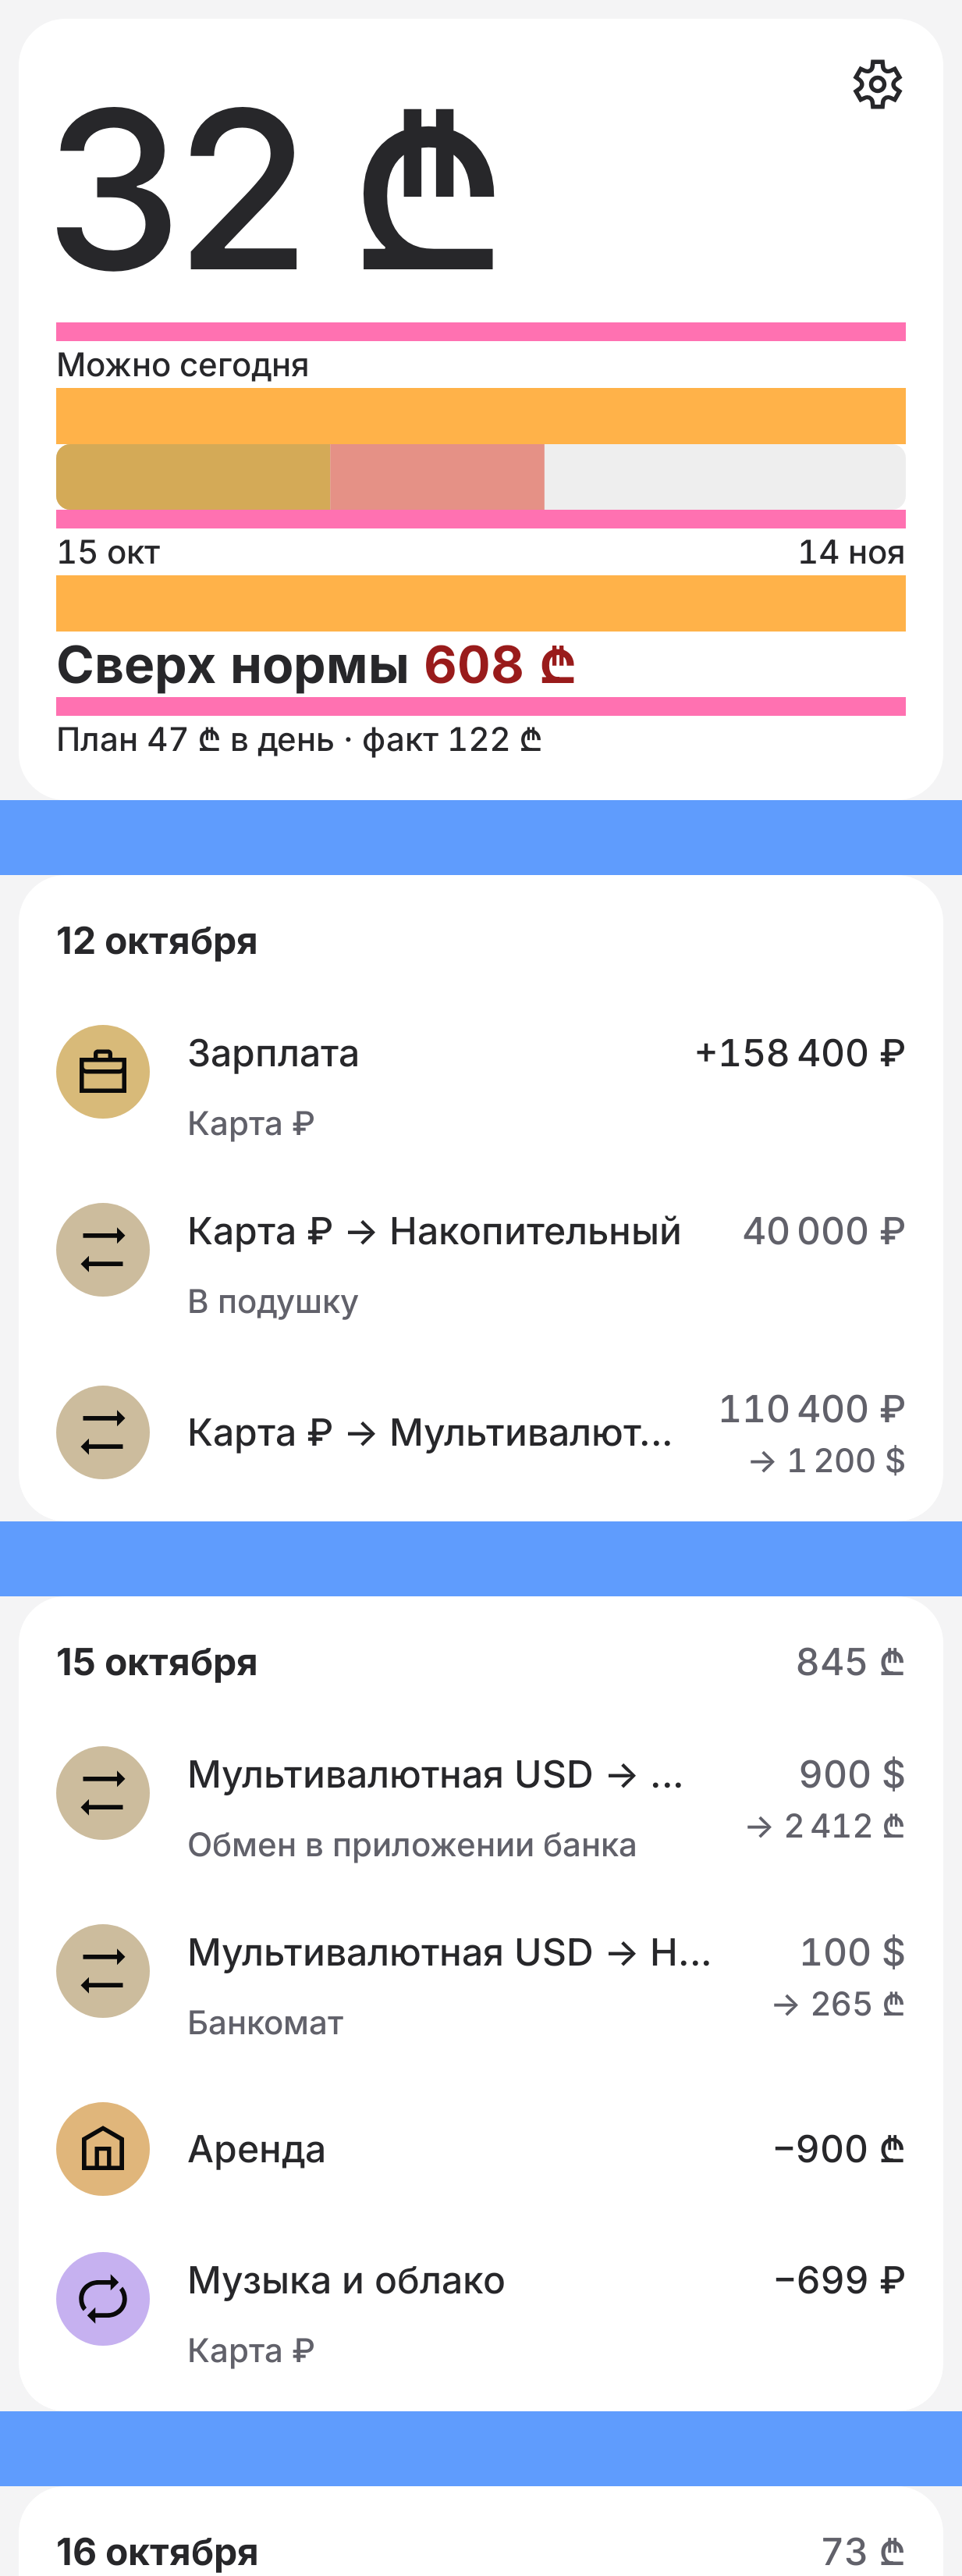 32 ₾
Можно сегодня
15 окт 14 ноя
Сверх нормы 608 ₾
План 47 ₾ в день · факт 122 ₾
12 октября
Зарплата +158 400 ₽
Карта ₽
Карта ₽ → Накопительный 40 000 ₽
В подушку
Карта ₽ → Мультивалют... 110 400 ₽
→ 1 200 $
15 октября 845 ₾
Мультивалютная USD → ... 900 $
→ 2 412 ₾
Обмен в приложении банка
Мультивалютная USD → Н... 100 $
→ 265 ₾
Банкомат
Аренда −900 ₾
Музыка и облако −699 ₽
Карта ₽
16 октября 73 ₾